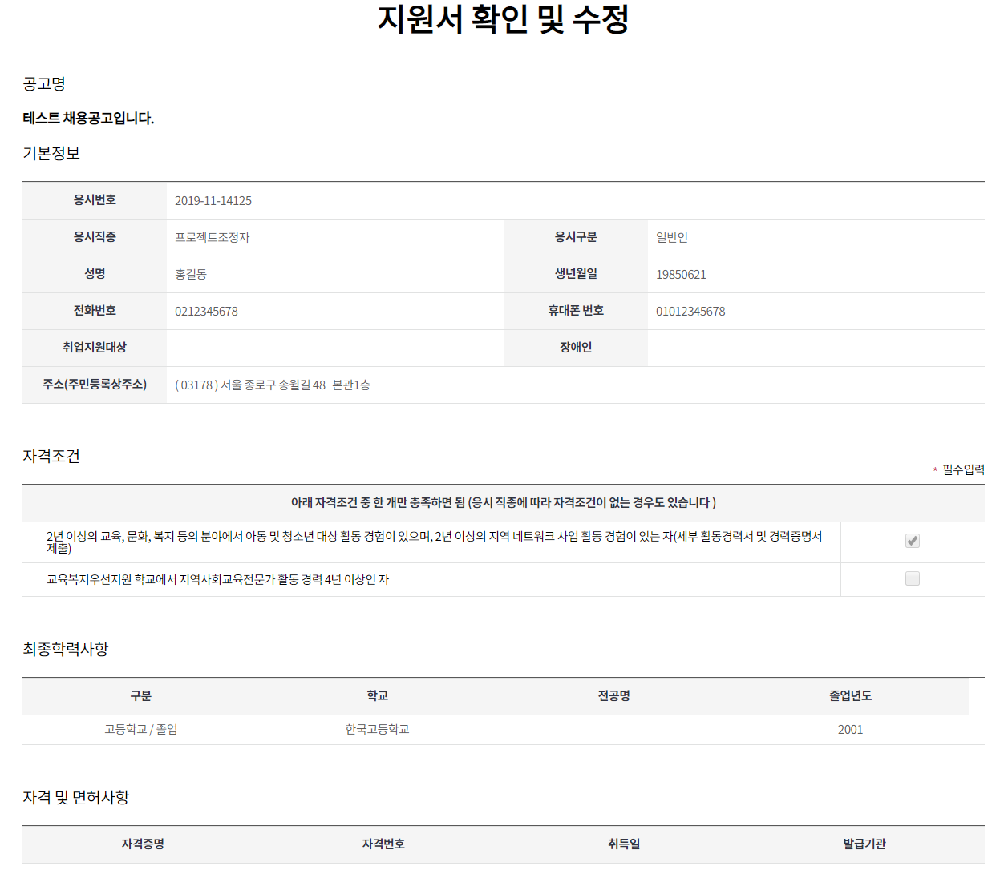 지원서 확인 및 수정
공고명
테스트 채용공고입니다.
기본정보
응시번호 2019-11-14125
응시직종 프로젝트조정자 응시구분 일반인
성명 홍길동 생년월일 19850621
전화번호 0212345678 휴대폰 번호 01012345678
취업지원대상 장애인
주소(주민등록상주소) ( 03178 ) 서울 종로구 송월길 48 본관1층
자격조건
* 필수입력
아래 자격조건 중 한 개만 충족하면 됨 (응시 직종에 따라 자격조건이 없는 경우도 있습니다 )
2년 이상의 교육, 문화, 복지 등의 분야에서 아동 및 청소년 대상 활동 경험이 있으며, 2년 이상의 지역 네트워크 사업 활동 경험이 있는 자(세부 활동경력서 및 경력증명서
제출)
교육복지우선지원 학교에서 지역사회교육전문가 활동 경력 4년 이상인 자
최종학력사항
구분 학교 전공명 졸업년도
고등학교 / 졸업 한국고등학교 2001
자격 및 면허사항
자격증명 자격번호 취득일 발급기관